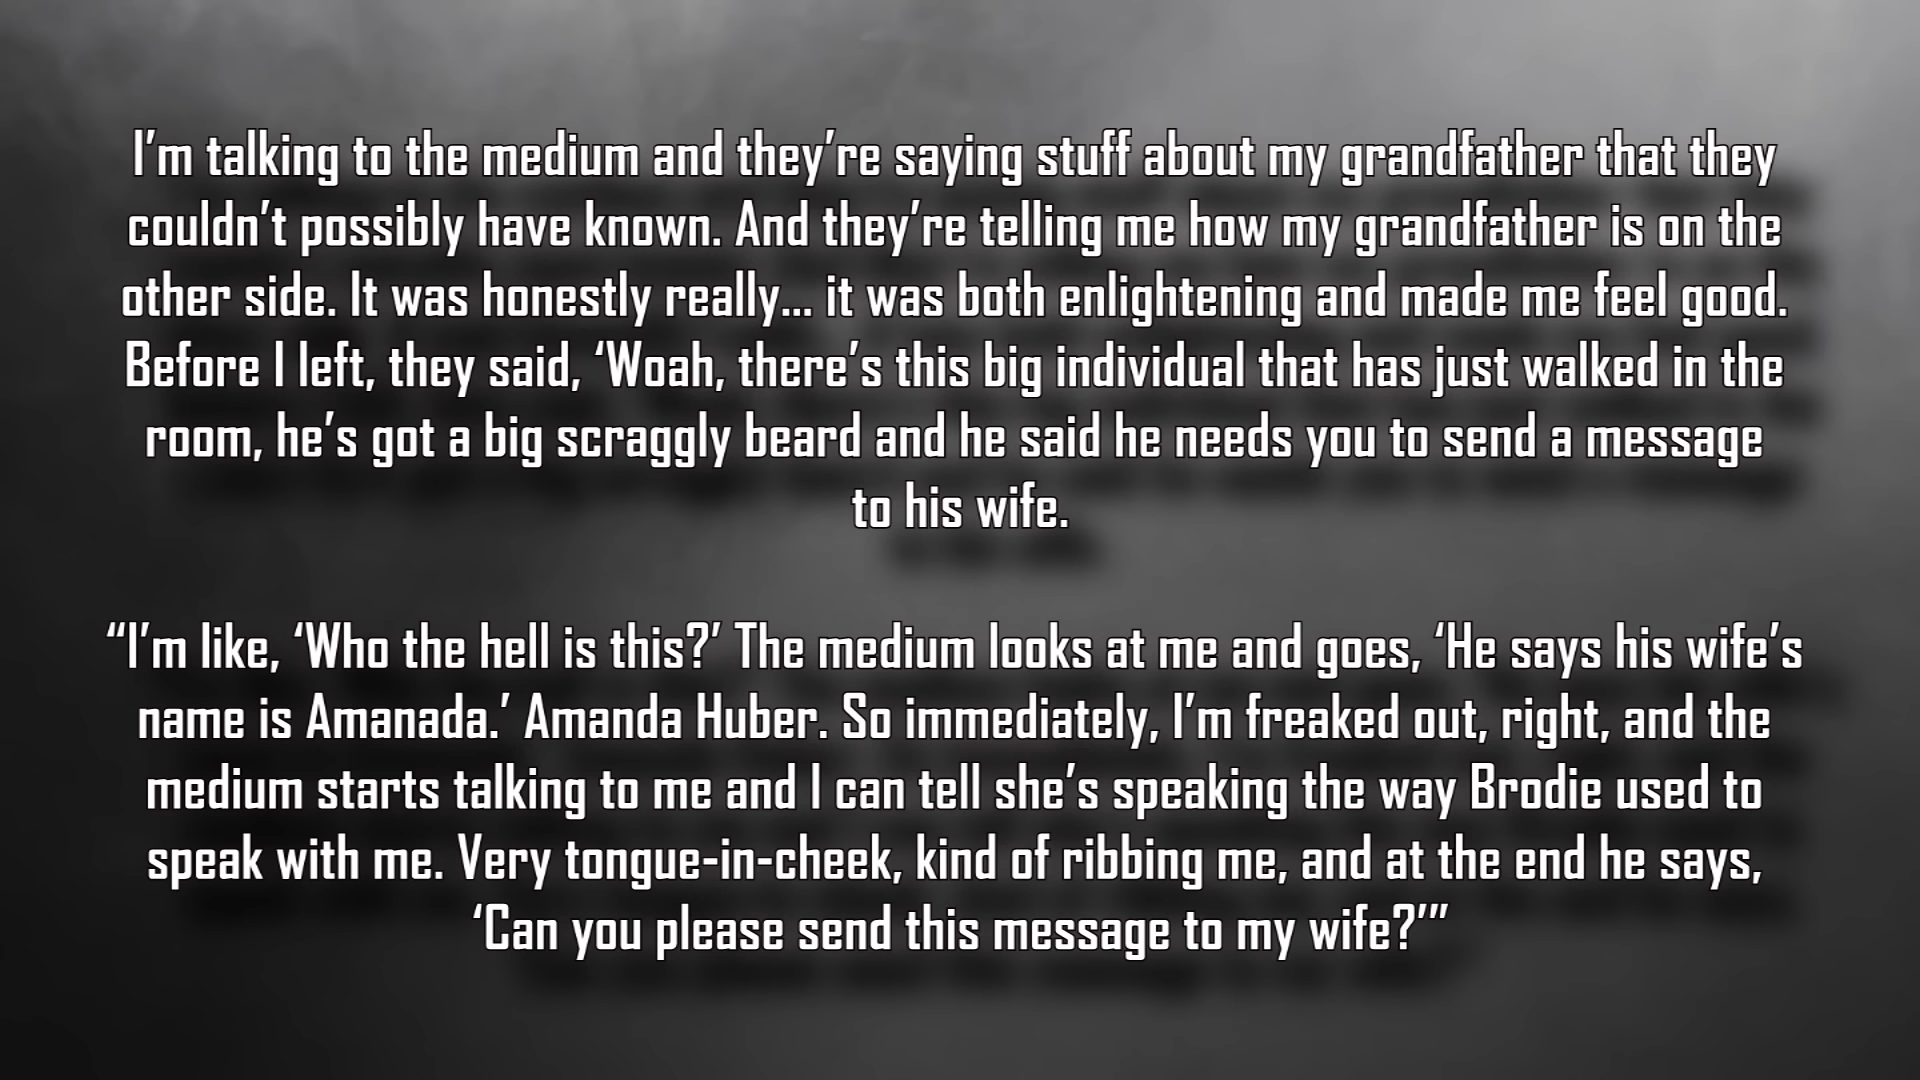 I’m talking to the medium and they’re saying stuff about my grandfather that they
couldn’t possibly have known. And they’re telling me how my grandfather is on the
other side. It was honestly really... it was both enlightening and made me feel good.
Before I left, they said, ‘Woah, there’s this big individual that has just walked in the
room, he’s got a big scraggly beard and he said he needs you to send a message
to his wife.
“I’m like, ‘Who the hell is this?’ The medium looks at me and goes, ‘He says his wife’s
name is Amanada.’ Amanda Huber. So immediately, I’m freaked out, right, and the
medium starts talking to me and I can tell she’s speaking the way Brodie used to
speak with me. Very tongue-in-cheek, kind of ribbing me, and at the end he says,
‘Can you please send this message to my wife?’”